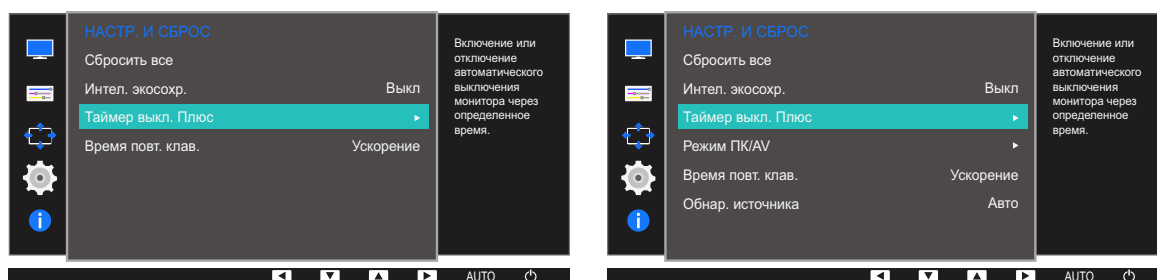 НАСТР. И СБРОС
Сбросить все
Интел. экосохр. Выкл
Таймер выкл. Плюс
Время повт. клав. Ускорение
Включение или
отключение
автоматического
выключения
монитора через
определенное
время.
AUTO
НАСТР. И СБРОС
Сбросить все
Интел. экосохр. Выкл
Таймер выкл. Плюс
Режим ПК/AV
Время повт. клав. Ускорение
Обнар. источника Авто
Включение или
отключение
автоматического
выключения
монитора через
определенное
время.
AUTO